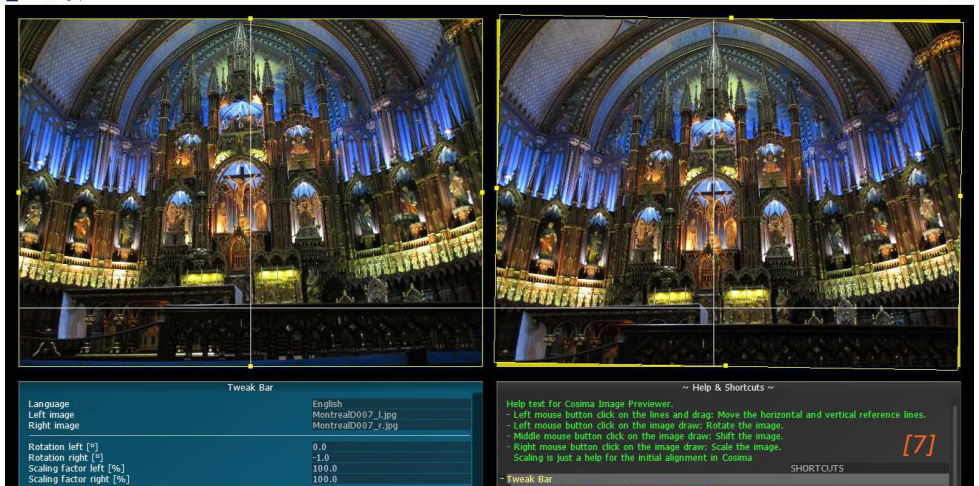 Tweak Bar
Language English
Left image MontrealD007_l.jpg
Right image MontrealD007_r.jpg
Rotation left [º] 0.0
Rotation right [º] -1.0
Scaling factor left [%] 100.0
Scaling factor right [%] 100.0
~ Help & Shortcuts ~
Help text for Cosima Image Previewer.
- Left mouse button click on the lines and drag: Move the horizontal and vertical reference lines.
- Left mouse button click on the image draw: Rotate the image.
- Middle mouse button click on the image draw: Shift the image.
- Right mouse button click on the image draw: Scale the image.
Scaling is just a help for the initial alignment in Cosima
[7]
SHORTCUTS
- Tweak Bar